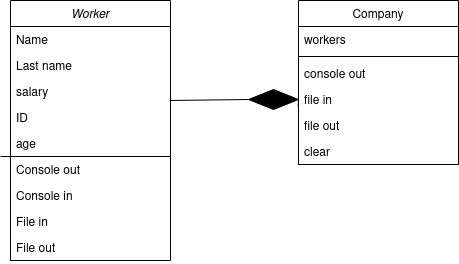 Worker
Name
Last name
salary
ID
age
Console out
Console in
File in
File out
Company
workers
console out
file in
file out
clear